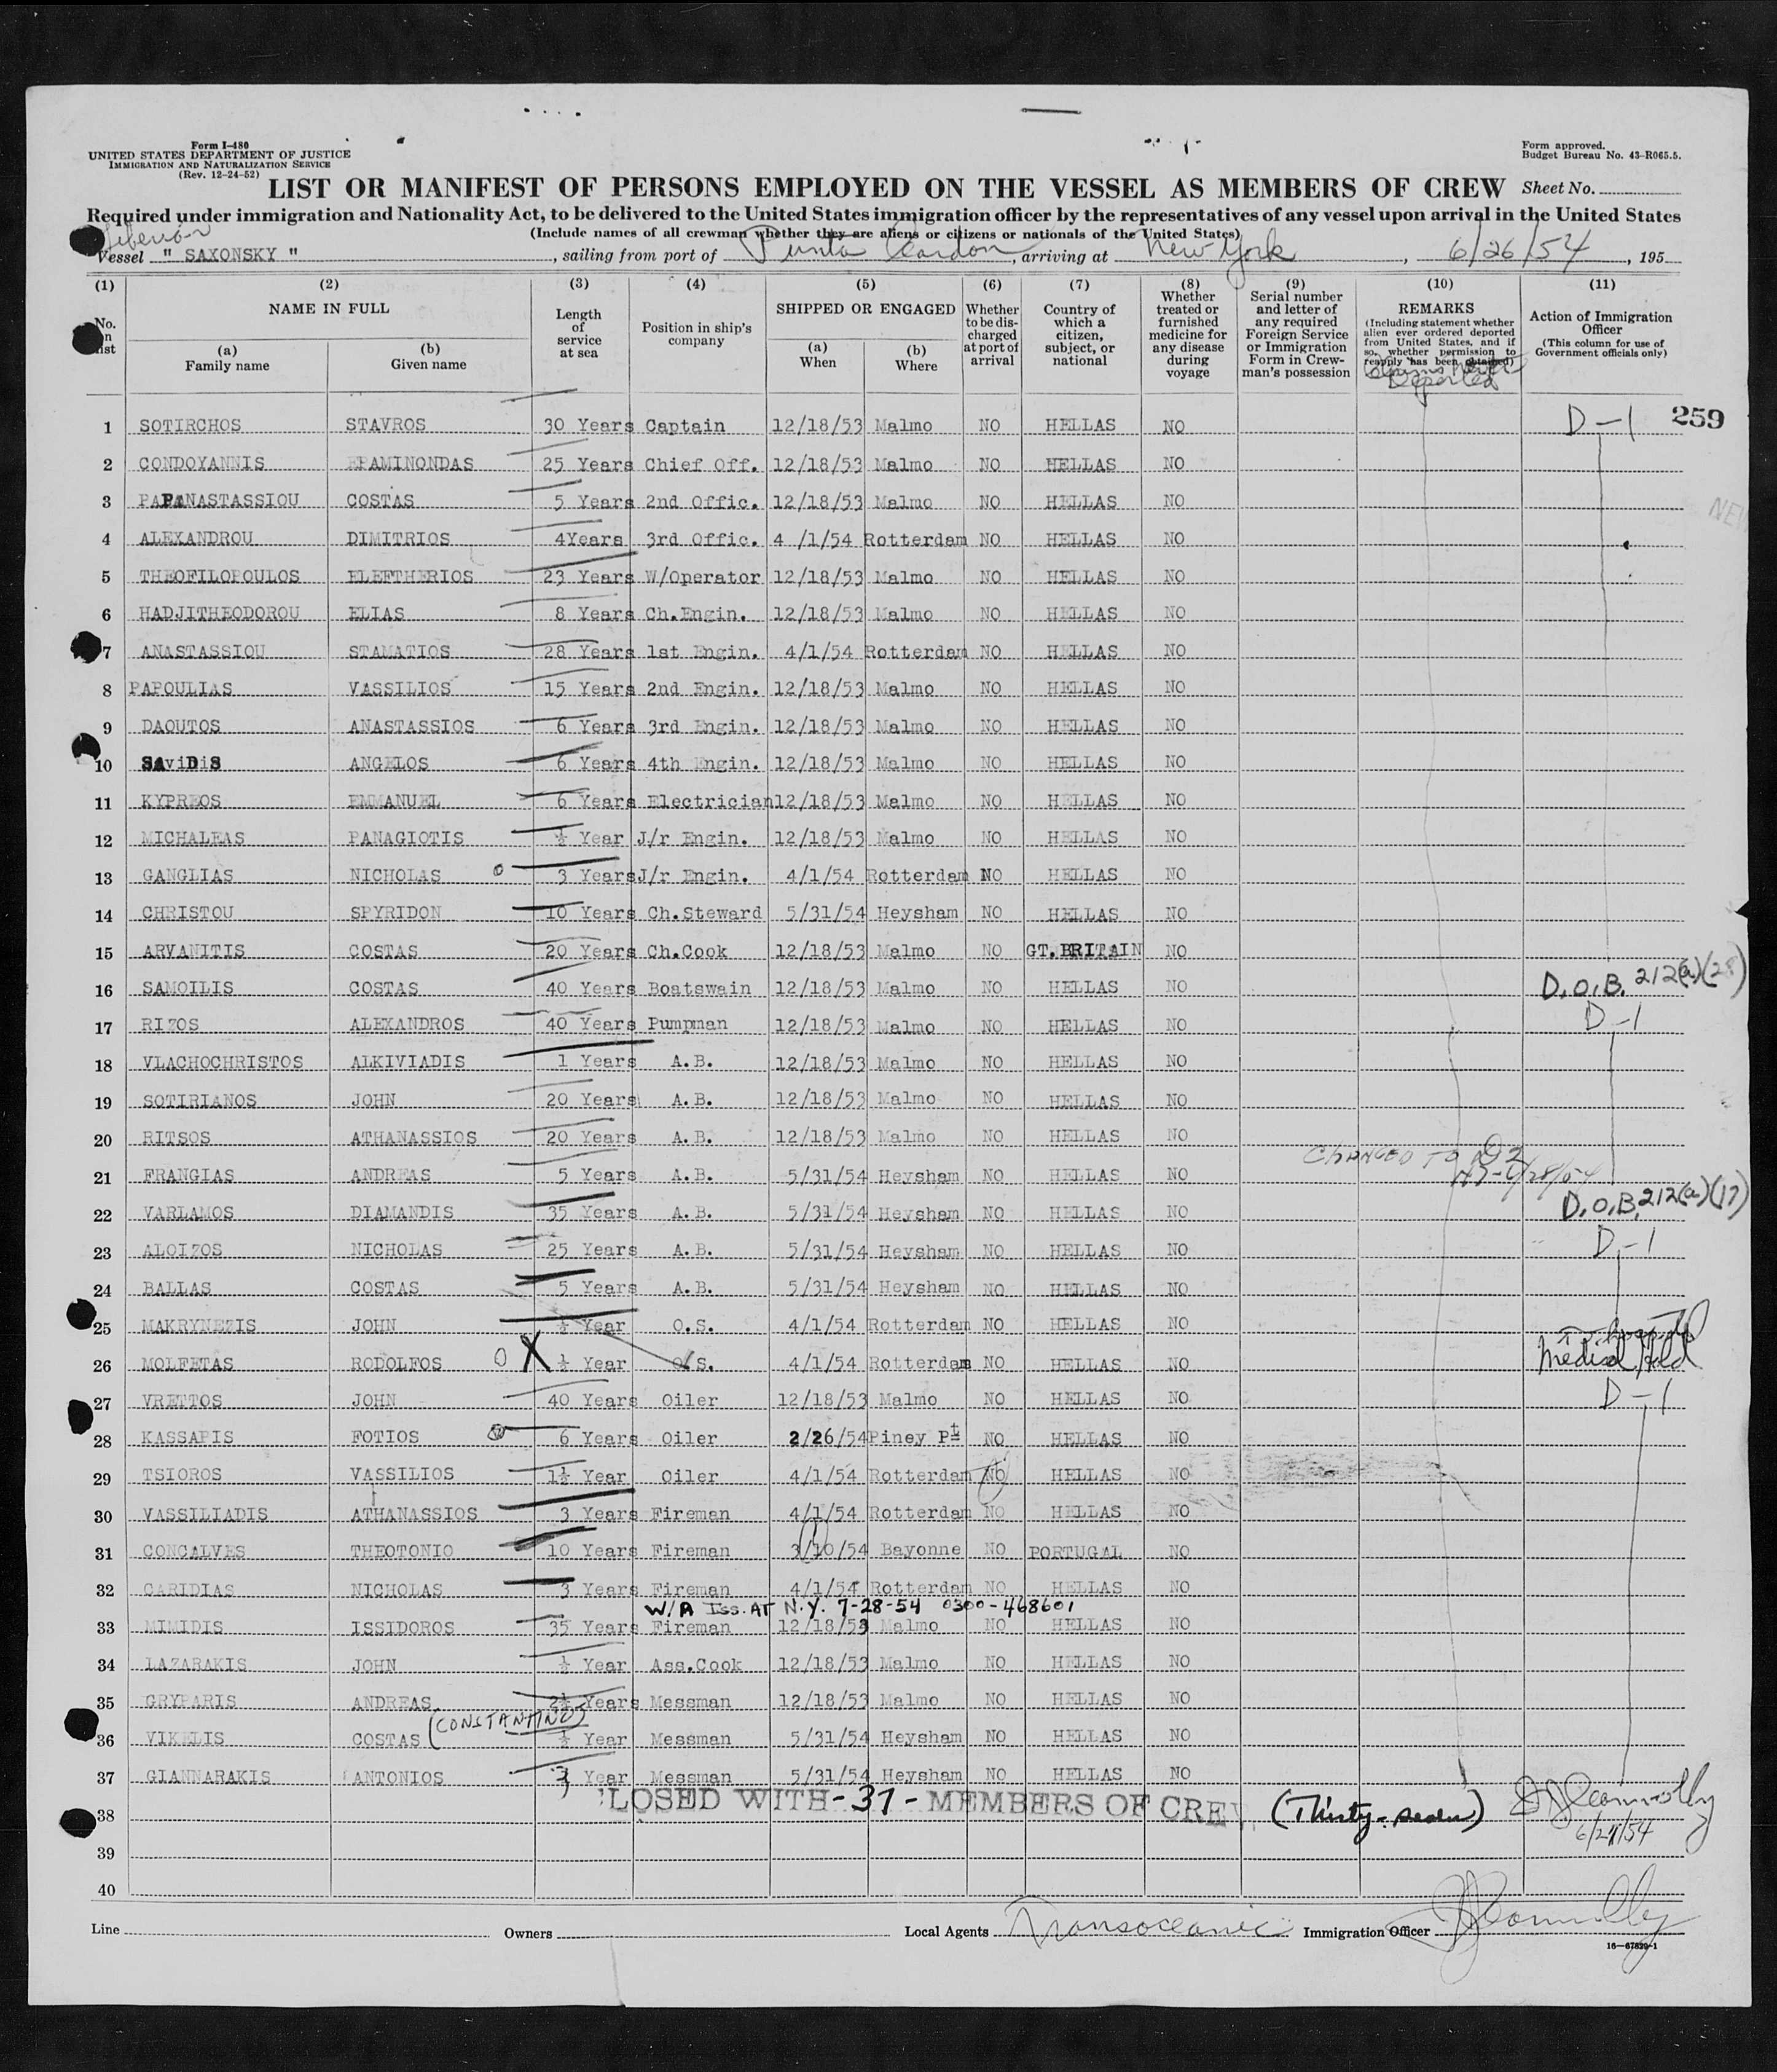 Form I-480
UNITED STATES DEPARTMENT OF JUSTICE
IMMIGRATION AND NATURALIZATION SERVICE
(Rev. 12-24-52)
Form approved.
Budget Bureau No. 43-R065.5.
LIST OR MANIFEST OF PERSONS EMPLOYED ON THE VESSEL AS MEMBERS OF CREW Sheet No.
Required under immigration and Nationality Act, to be delivered to the United States immigration officer by the representatives of any vessel upon arrival in the United States
(Include names of all crewman whether they are aliens or citizens or nationals of the United States)
Liberian
Vessel " SAXONSKY ", sailing from port of Punta Cardon, arriving at New York, 6/26/54, 195
(1) (2) (3) (4) (5) (6) (7) (8) (9) (10) (11)
No. on list
NAME IN FULL
(a) Family name
(b) Given name
Length of service at sea
Position in ship's company
SHIPPED OR ENGAGED
(a) When
(b) Where
Whether to be discharged at port of arrival
Country of which a citizen, subject, or national
Whether treated or furnished medicine for any disease during voyage
Serial number and letter of any required Foreign Service or Immigration Form in Crewman's possession
REMARKS
(Including statement whether alien ever ordered deported from United States, and if so, whether permission to reapply has been obtained)
Claims Never Deported
Action of Immigration Officer
(This column for use of Government officials only)
1 SOTIRCHOS STAVROS 30 Years Captain 12/18/53 Malmo NO HELLAS NO D-1 259
2 CONDOYANNIS EPAMINONDAS 25 Years Chief Off. 12/18/53 Malmo NO HELLAS NO
3 PAPANASTASSIOU COSTAS 5 Years 2nd Offic. 12/18/53 Malmo NO HELLAS NO
4 ALEXANDROU DIMITRIOS 4Years 3rd Offic. 4 /1/54 Rotterdam NO HELLAS NO
5 THEOFILOPOULOS ELEFTHERIOS 23 Years W/Operator 12/18/53 Malmo NO HELLAS NO
6 HADJITHEODOROU ELIAS 8 Years Ch.Engin. 12/18/53 Malmo NO HELLAS NO
7 ANASTASSIOU STAMATIOS 28 Years 1st Engin. 4/1/54 Rotterdam NO HELLAS NO
8 PAPOULIAS VASSILIOS 15 Years 2nd Engin. 12/18/53 Malmo NO HELLAS NO
9 DAOUTOS ANASTASSIOS 6 Years 3rd Engin. 12/18/53 Malmo NO HELLAS NO
10 SAviDiS ANGELOS 6 Years 4th Engin. 12/18/53 Malmo NO HELLAS NO
11 KYPREOS EMMANUEL 6 Years Electrician 12/18/53 Malmo NO HELLAS NO
12 MICHALEAS PANAGIOTIS ½ Year J/r Engin. 12/18/53 Malmo NO HELLAS NO
13 GANGLIAS NICHOLAS 3 Years J/r Engin. 4/1/54 Rotterdam NO HELLAS NO
14 CHRISTOU SPYRIDON 10 Years Ch.Steward 5/31/54 Heysham NO HELLAS NO
15 ARVANITIS COSTAS 20 Years Ch.Cook 12/18/53 Malmo NO GT.BRITAIN NO
16 SAMOILIS COSTAS 40 Years Boatswain 12/18/53 Malmo NO HELLAS NO D.O.B. 212(a)(28)
17 RIZOS ALEXANDROS 40 Years Pumpman 12/18/53 Malmo NO HELLAS NO D-1
18 VLACHOCHRISTOS ALKIVIADIS 1 Years A.B. 12/18/53 Malmo NO HELLAS NO
19 SOTIRIANOS JOHN 20 Years A.B. 12/18/53 Malmo NO HELLAS NO
20 RITSOS ATHANASSIOS 20 Years A.B. 12/18/53 Malmo NO HELLAS NO
CHANGED TO D2
21 FRANGIAS ANDREAS 5 Years A.B. 5/31/54 Heysham NO HELLAS NO
22 VARLAMOS DIAMANDIS 35 Years A.B. 5/31/54 Heysham NO HELLAS NO D.O.B. 212(a)(17)
23 ALOIZOS NICHOLAS 25 Years A.B. 5/31/54 Heysham NO HELLAS NO D-1
24 BALLAS COSTAS 5 Years A.B. 5/31/54 Heysham NO HELLAS NO
25 MAKRYNEZIS JOHN ½ Year O.S. 4/1/54 Rotterdam NO HELLAS NO
26 MOLFETAS RODOLFOS X ½ Year O.S. 4/1/54 Rotterdam NO HELLAS NO Medical Hold
27 VRETTOS JOHN 40 Years Oiler 12/18/53 Malmo NO HELLAS NO D-1
28 KASSAPIS FOTIOS 6 Years Oiler 2/26/54 Piney Pt NO HELLAS NO
29 TSIOROS VASSILIOS 1½ Year Oiler 4/1/54 Rotterdam NO HELLAS NO
30 VASSILIADIS ATHANASSIOS 3 Years Fireman 4/1/54 Rotterdam NO HELLAS NO
31 CONCALVES THEOTONIO 10 Years Fireman 3/10/54 Bayonne NO PORTUGAL NO
32 CARIDIAS NICHOLAS 3 Years Fireman 4/1/54 Rotterdam NO HELLAS NO
W/A Iss. AT N.Y. 7-28-54 0300-468601
33 MIMIDIS ISSIDOROS 35 Years Fireman 12/18/53 Malmo NO HELLAS NO
34 LAZARAKIS JOHN ½ Year Ass.Cook 12/18/53 Malmo NO HELLAS NO
35 GRYPARIS ANDREAS 2½ Years Messman 12/18/53 Malmo NO HELLAS NO
36 VIKELIS COSTAS (CONSTANTINO) ½ Year Messman 5/31/54 Heysham NO HELLAS NO
37 GIANNARAKIS ANTONIOS Year Messman 5/31/54 Heysham NO HELLAS NO
38 LOSED WITH -37- MEMBERS OF CREW (Thirty-seven) Connolly
39
40
Line Owners Local Agents Transoceanic Immigration Officer Connolly
16-67829-1